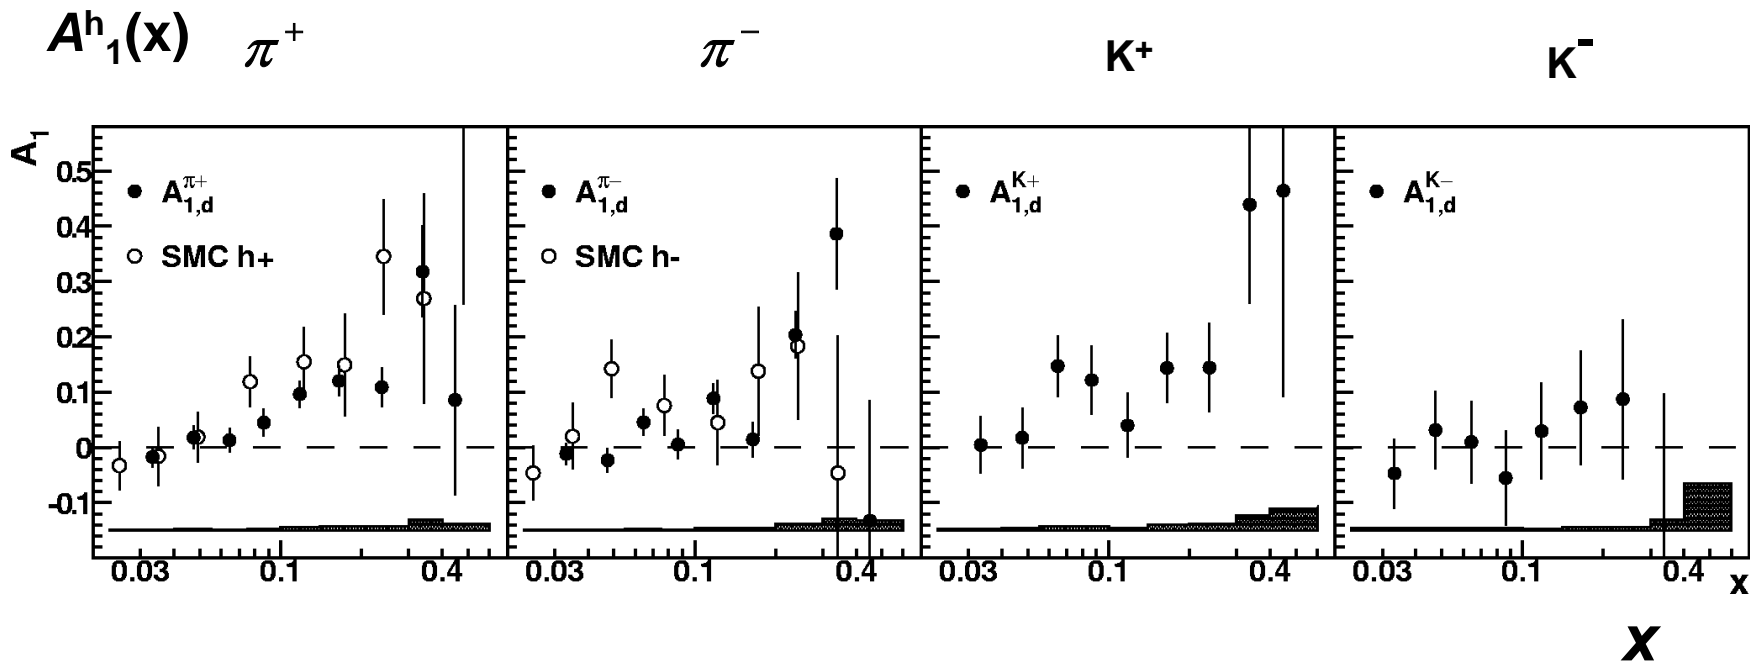 Aʰ₁(x) π⁺ π⁻ K⁺ K⁻
A₁
0.5
0.4
0.3
0.2
0.1
0
-0.1
A^{π+}_{1,d}
SMC h+
A^{π−}_{1,d}
SMC h-
A^{K+}_{1,d}
A^{K−}_{1,d}
0.03 0.1 0.4 0.03 0.1 0.4 0.03 0.1 0.4 0.03 0.1 0.4 x
x